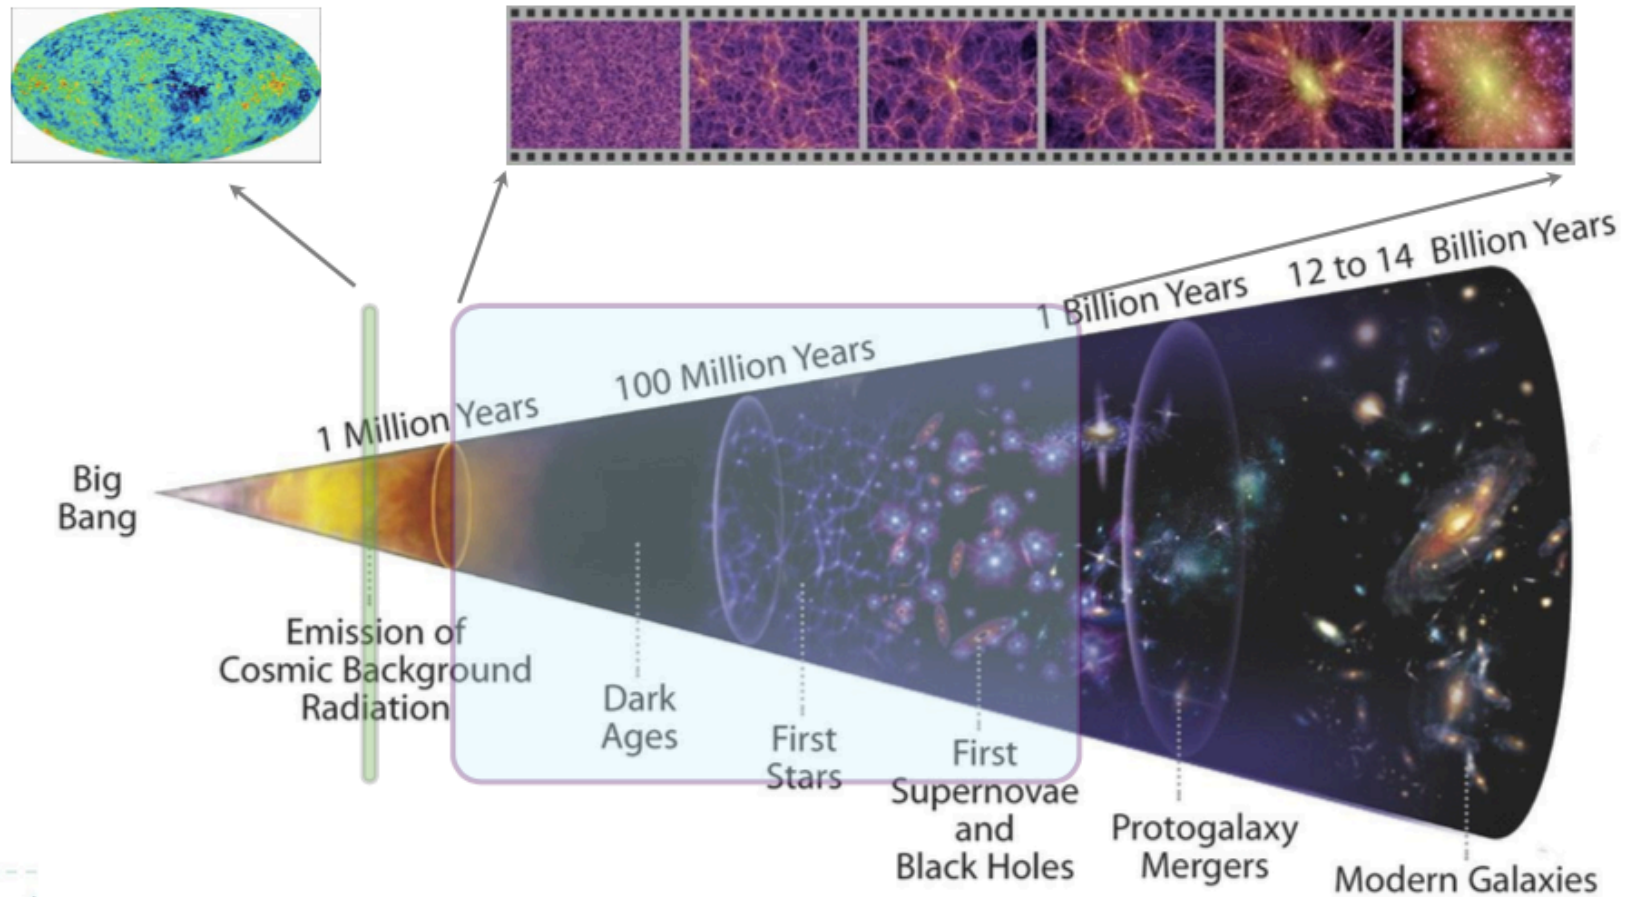 12 to 14 Billion Years
1 Billion Years
100 Million Years
1 Million Years
Big
Bang
Emission of
Cosmic Background
Radiation
Dark
Ages
First
Stars
First
Supernovae
and
Black Holes
Protogalaxy
Mergers
Modern Galaxies